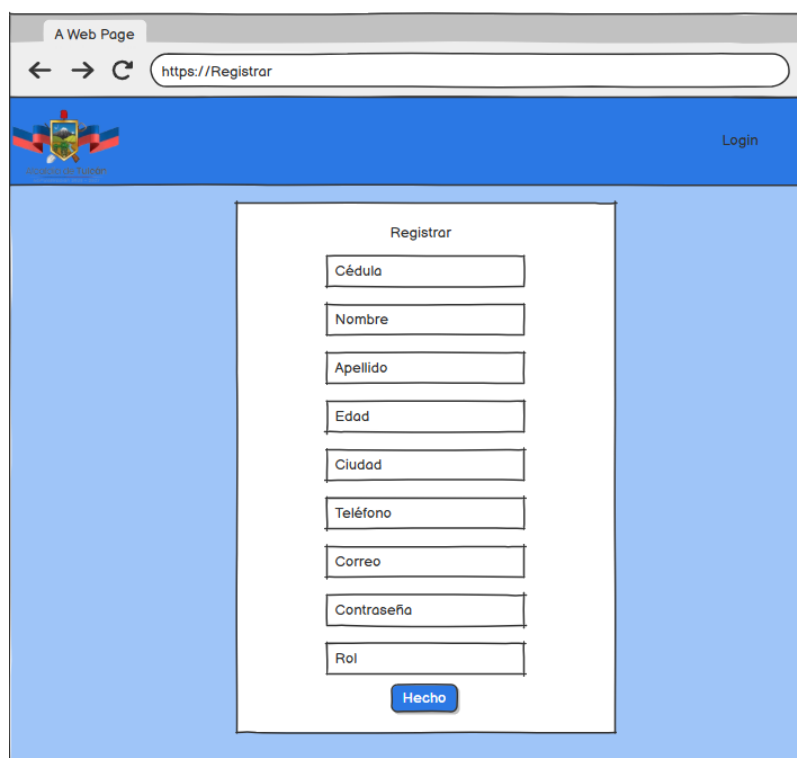 A Web Page
https://Registrar
Login
Registrar
Cédula
Nombre
Apellido
Edad
Ciudad
Teléfono
Correo
Contraseña
Rol
Hecho